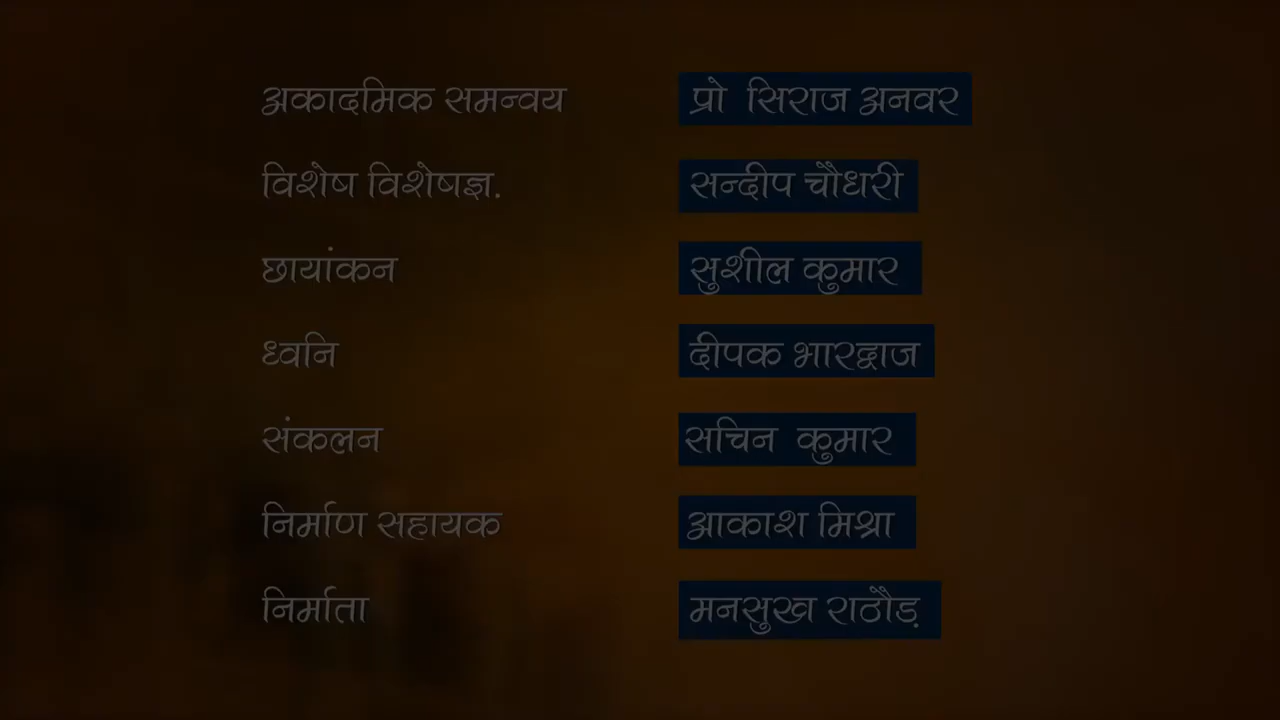 अकादमिक समन्वय प्रो सिराज अनवर
विशेष विशेषज्ञ. सन्दीप चौधरी
छायांकन सुशील कुमार
ध्वनि दीपक भारद्वाज
संकलन सचिन कुमार
निर्माण सहायक आकाश मिश्रा
निर्माता मनसुख राठौड़